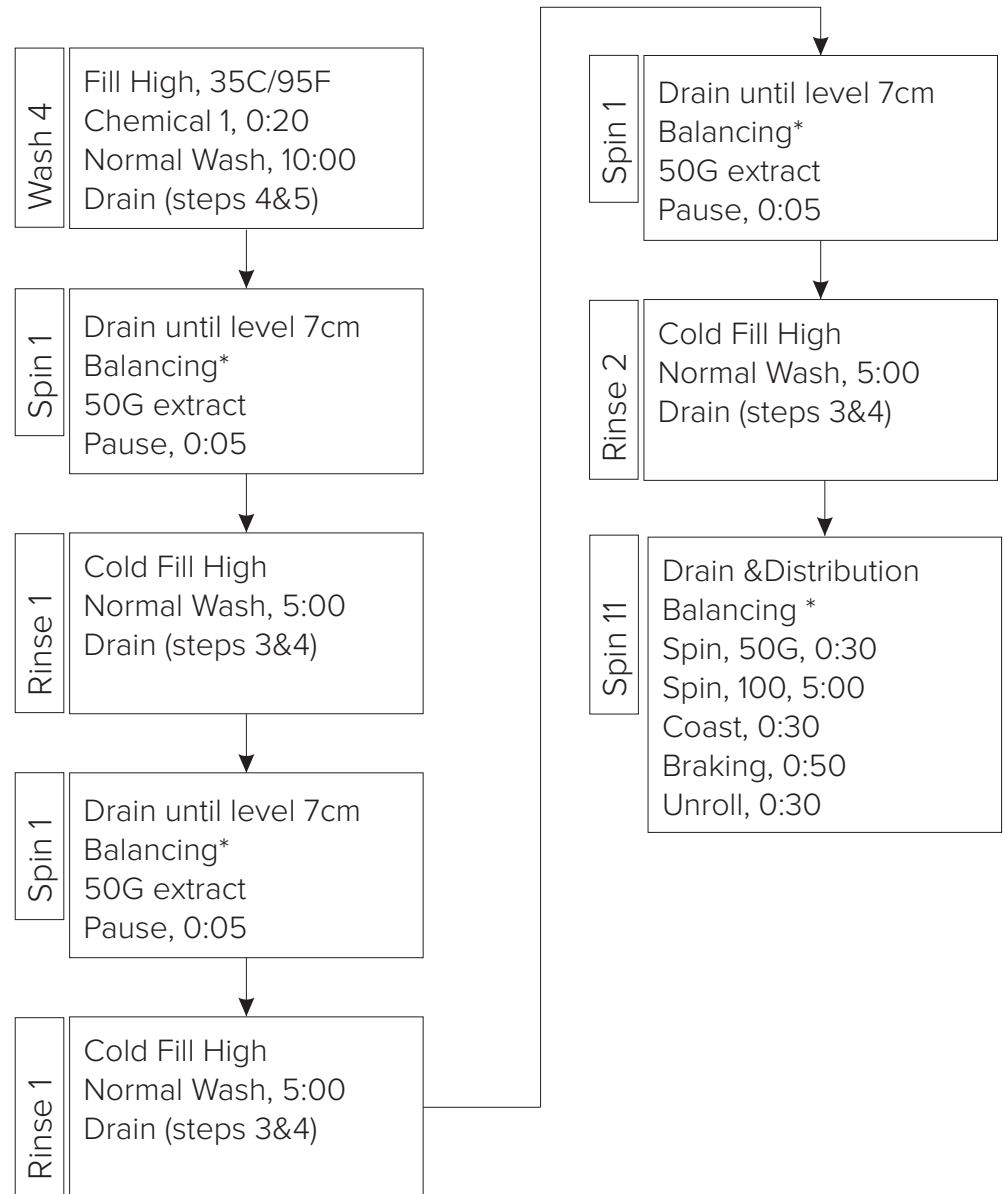 Wash 4
Fill High, 35C/95F
Chemical 1, 0:20
Normal Wash, 10:00
Drain (steps 4&5)
Spin 1
Drain until level 7cm
Balancing*
50G extract
Pause, 0:05
Rinse 1
Cold Fill High
Normal Wash, 5:00
Drain (steps 3&4)
Spin 1
Drain until level 7cm
Balancing*
50G extract
Pause, 0:05
Rinse 1
Cold Fill High
Normal Wash, 5:00
Drain (steps 3&4)
Spin 1
Drain until level 7cm
Balancing*
50G extract
Pause, 0:05
Rinse 2
Cold Fill High
Normal Wash, 5:00
Drain (steps 3&4)
Spin 11
Drain &Distribution
Balancing *
Spin, 50G, 0:30
Spin, 100, 5:00
Coast, 0:30
Braking, 0:50
Unroll, 0:30